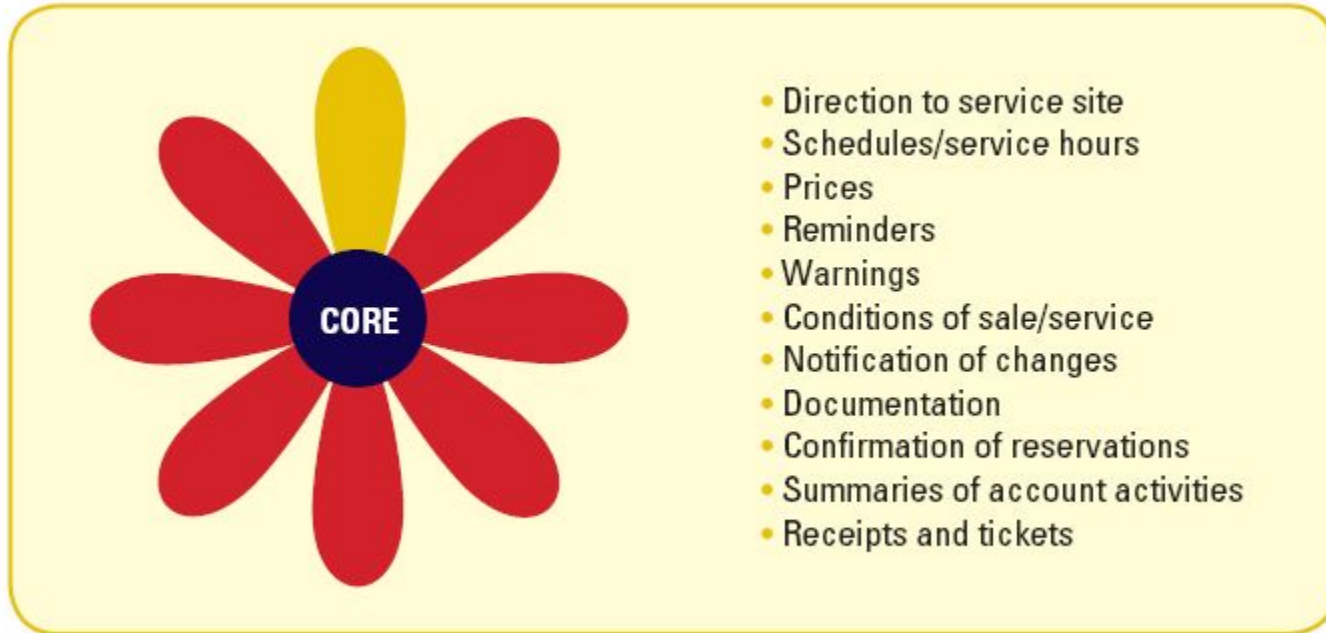 CORE
• Direction to service site
• Schedules/service hours
• Prices
• Reminders
• Warnings
• Conditions of sale/service
• Notification of changes
• Documentation
• Confirmation of reservations
• Summaries of account activities
• Receipts and tickets